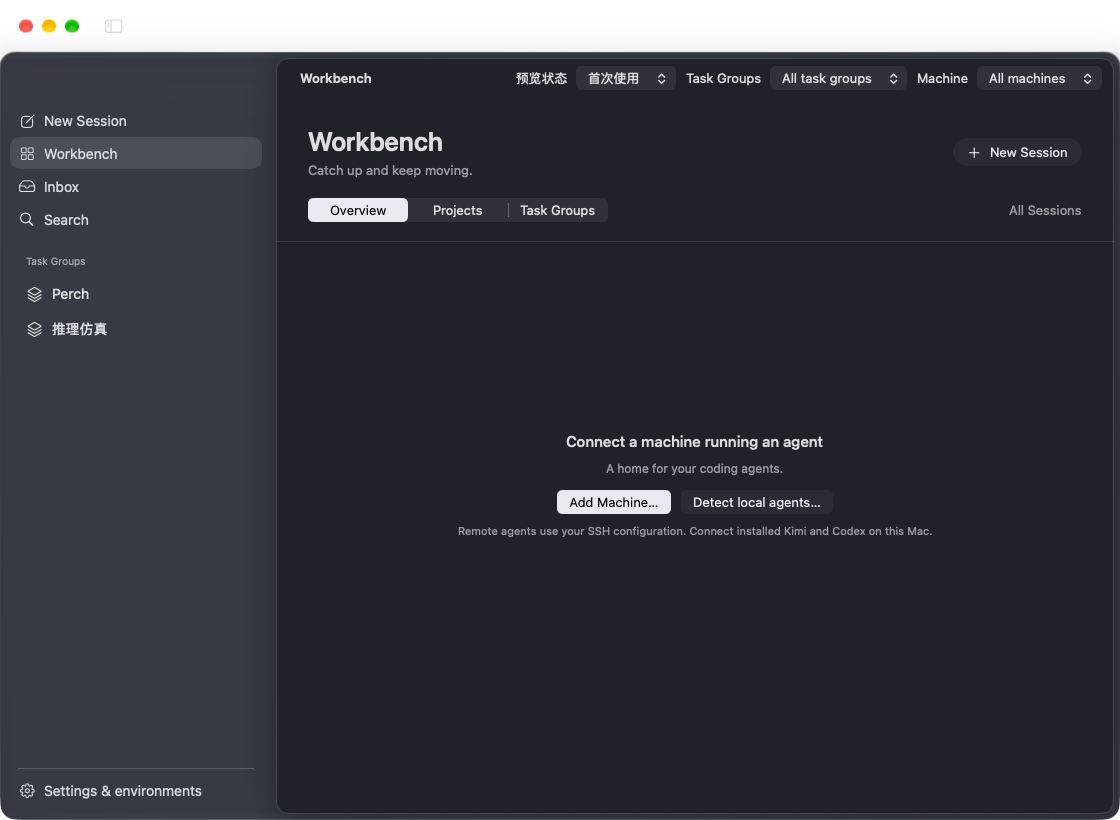 Workbench
预览状态 首次使用 Task Groups All task groups Machine All machines
New Session
Workbench
Inbox
Search
Task Groups
Perch
推理仿真
Settings & environments
Workbench
Catch up and keep moving.
New Session
Overview Projects Task Groups
All Sessions
Connect a machine running an agent
A home for your coding agents.
Add Machine... Detect local agents...
Remote agents use your SSH configuration. Connect installed Kimi and Codex on this Mac.